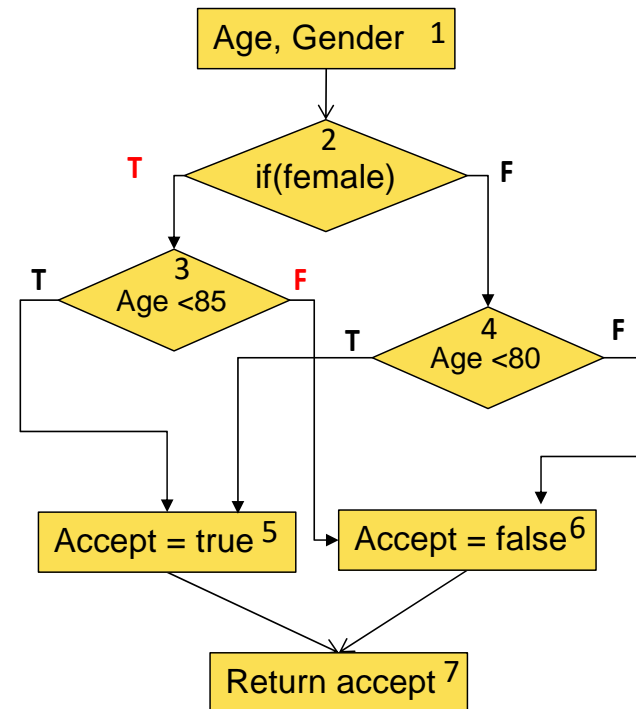 Age, Gender 1
2
if(female)
T
F
3
Age <85
T
F
4
Age <80
T
F
Accept = true 5
Accept = false 6
Return accept 7